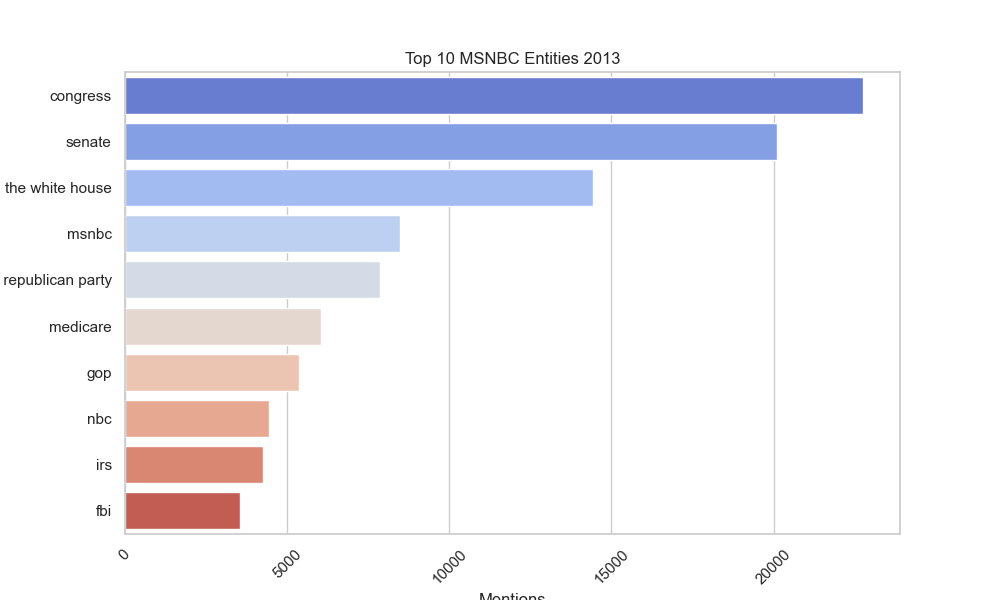 Top 10 MSNBC Entities 2013
congress
senate
the white house
msnbc
republican party
medicare
gop
nbc
irs
fbi
0
5000
10000
15000
20000
Mentions